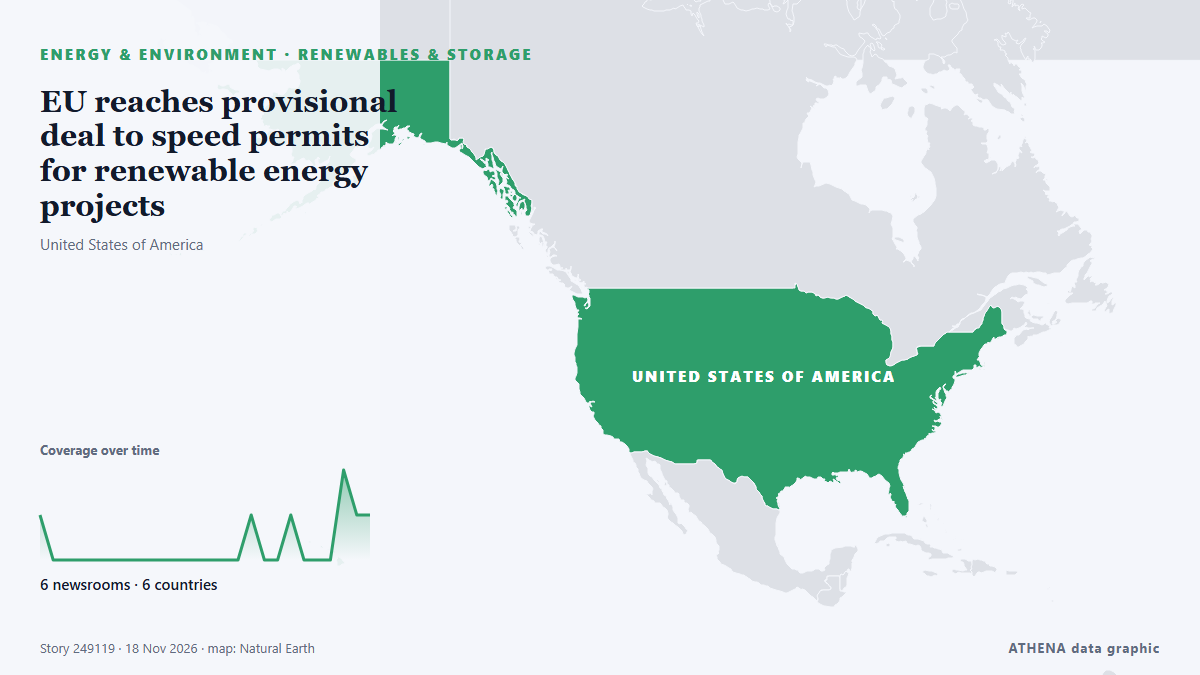 ENERGY & ENVIRONMENT · RENEWABLES & STORAGE
EU reaches provisional
deal to speed permits
for renewable energy
projects
United States of America
UNITED STATES OF AMERICA
Coverage over time
6 newsrooms · 6 countries
Story 249119 · 18 Nov 2026 · map: Natural Earth
ATHENA data graphic